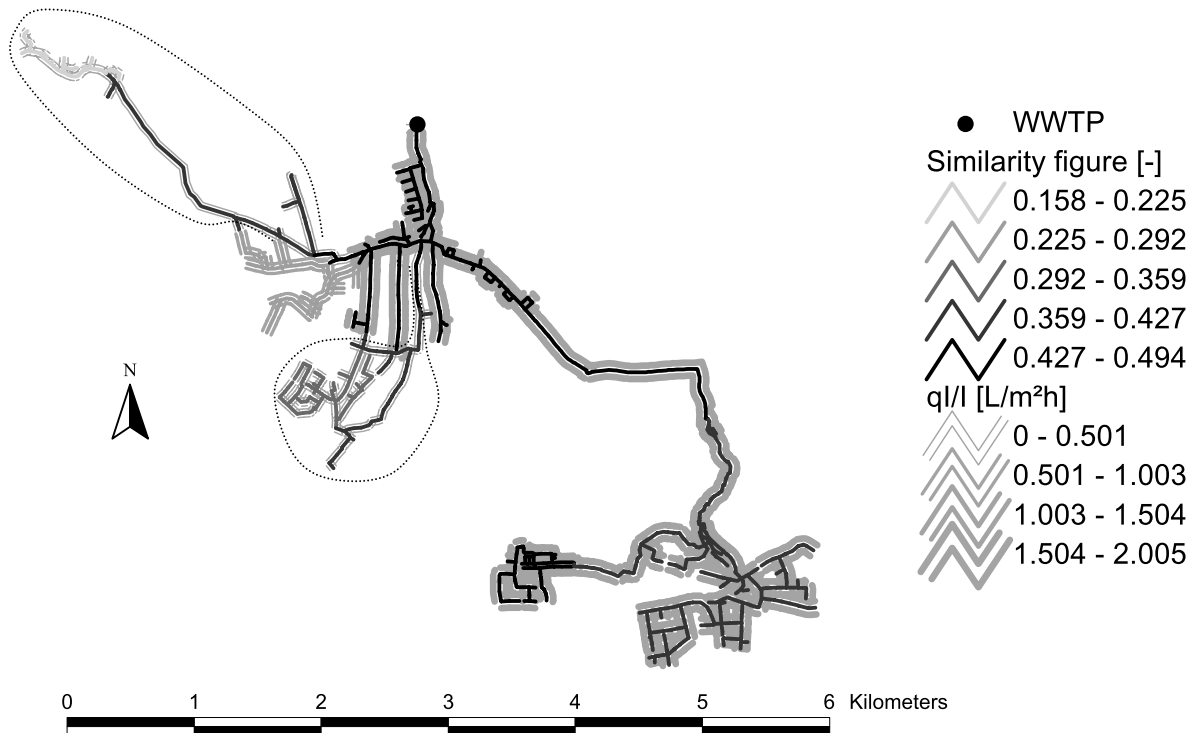 WWTP
Similarity figure [-]
0.158 - 0.225
0.225 - 0.292
0.292 - 0.359
0.359 - 0.427
0.427 - 0.494
qI/I [L/m²h]
0 - 0.501
0.501 - 1.003
1.003 - 1.504
1.504 - 2.005
N
0 1 2 3 4 5 6 Kilometers